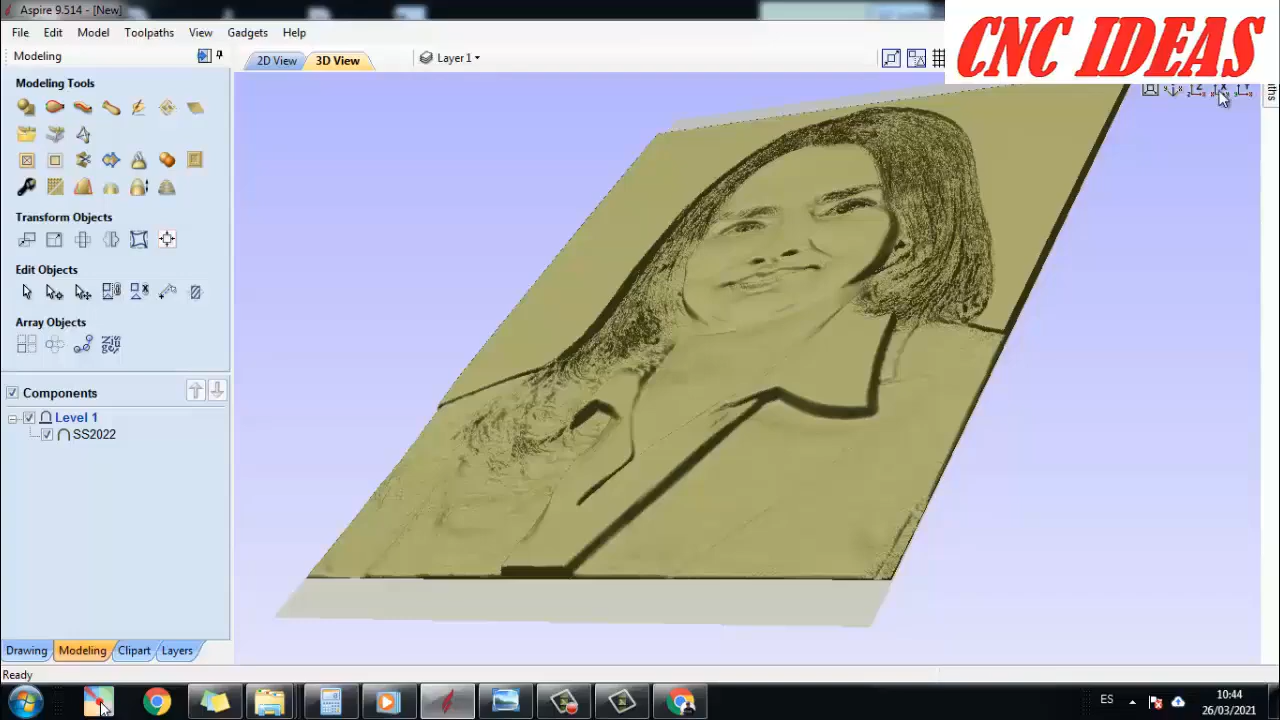 Aspire 9.514 - [New]
CNC IDEAS
File Edit Model Toolpaths View Gadgets Help
Modeling
2D View 3D View Layer 1
Modeling Tools
Transform Objects
Edit Objects
Array Objects
Components
Level 1
SS2022
Drawing Modeling Clipart Layers
Ready
ES
10:44
26/03/2021